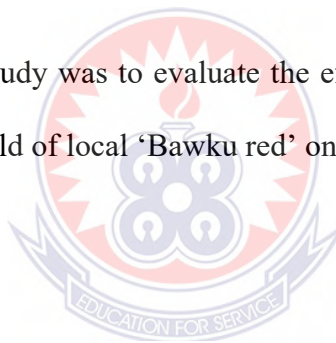 udy was to evaluate the e
ld of local ‘Bawku red’ on
EDUCATION FOR SERVICE